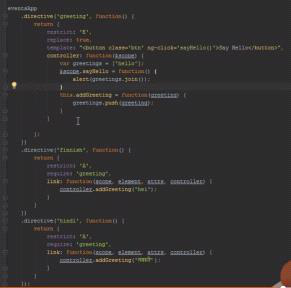 eventsApp
.directive("greeting", function() {
return {
restrict: "E",
replace: true,
template: "<button class='btn' ng-click='sayHello()'>Say Hello</button>",
controller: function($scope) {
var greetings = ["hello"];
$scope.sayHello = function() {
alert(greetings.join());
}
this.addGreeting = function(greeting) {
greetings.push(greeting);
}
}
};
})
.directive("finnish", function() {
return {
restrict: "A",
require: "greeting",
link: function(scope, element, attrs, controller) {
controller.addGreeting("hei");
}
}
})
.directive("hindi", function() {
return {
restrict: "A",
require: "greeting",
link: function(scope, element, attrs, controller) {
controller.addGreeting("नमस्ते");
}
}
});